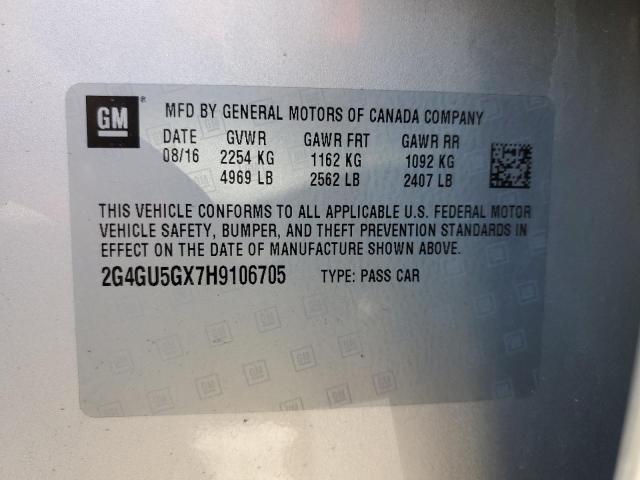 GM
MFD BY GENERAL MOTORS OF CANADA COMPANY
DATE GVWR GAWR FRT GAWR RR
08/16 2254 KG 1162 KG 1092 KG
4969 LB 2562 LB 2407 LB
THIS VEHICLE CONFORMS TO ALL APPLICABLE U.S. FEDERAL MOTOR
VEHICLE SAFETY, BUMPER, AND THEFT PREVENTION STANDARDS IN
EFFECT ON THE DATE OF MANUFACTURE SHOWN ABOVE.
2G4GU5GX7H9106705 TYPE: PASS CAR